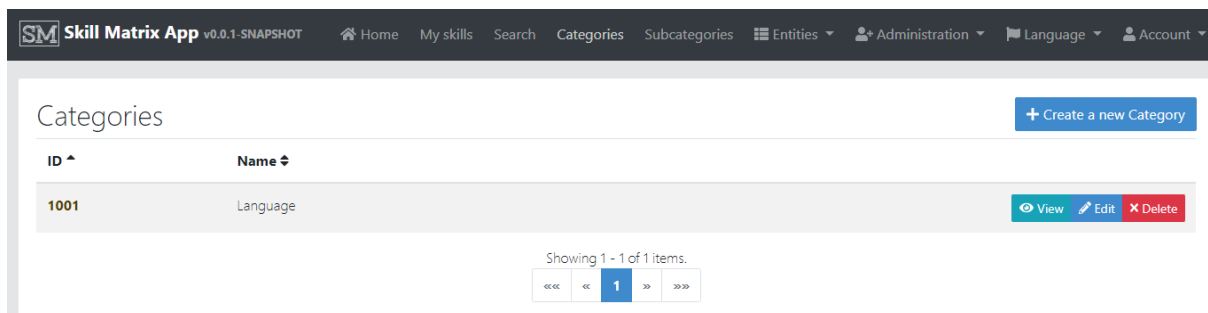 SM Skill Matrix App v0.0.1-SNAPSHOT Home My skills Search Categories Subcategories Entities Administration Language Account
Categories + Create a new Category
ID Name
1001 Language View Edit Delete
Showing 1 - 1 of 1 items.
«« « 1 » »»